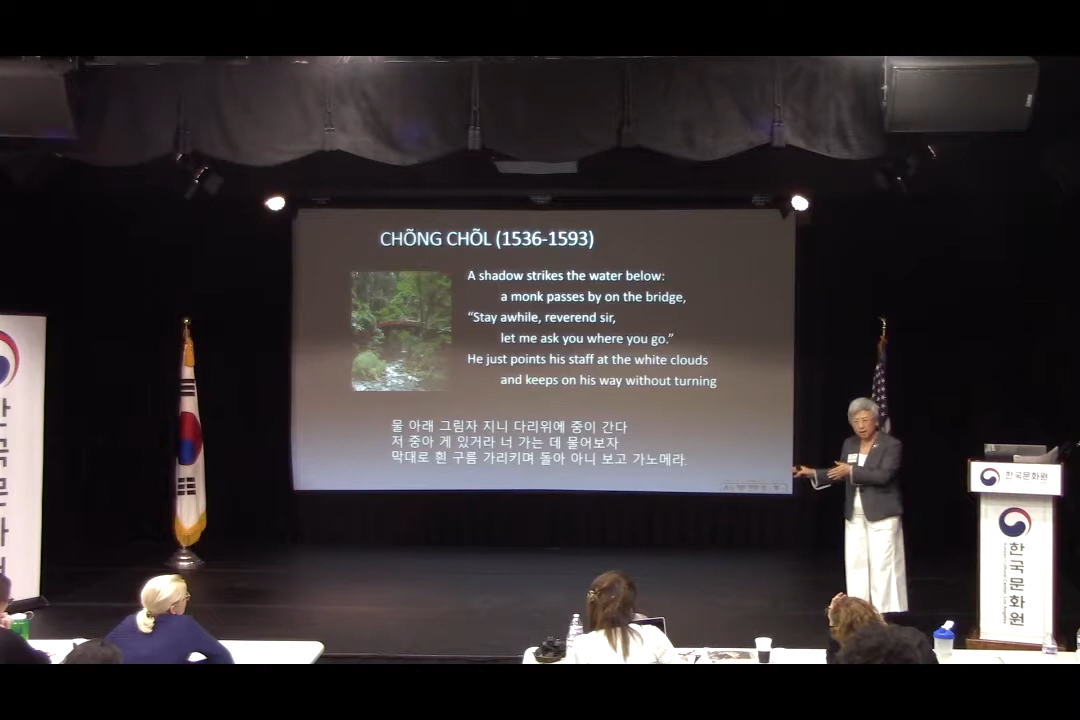 CHÕNG CHÕL (1536-1593)
A shadow strikes the water below:
a monk passes by on the bridge,
“Stay awhile, reverend sir,
let me ask you where you go.”
He just points his staff at the white clouds
and keeps on his way without turning
물 아래 그림자 지니 다리위에 중이 간다
저 중아 게 있거라 너 가는 데 물어보자
막대로 흰 구름 가리키며 돌아 아니 보고 가노메라.
한국문화원
한국문화원